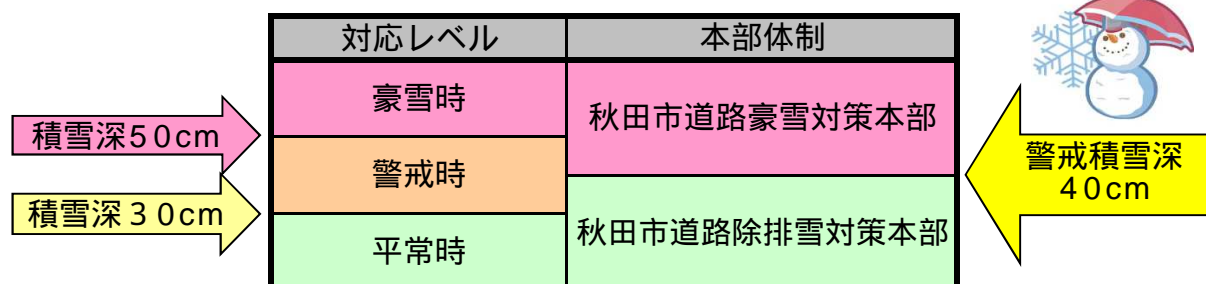 対応レベル 本部体制
豪雪時
秋田市道路豪雪対策本部
積雪深50cm
警戒積雪深
40cm
警戒時
積雪深30cm
秋田市道路除排雪対策本部
平常時